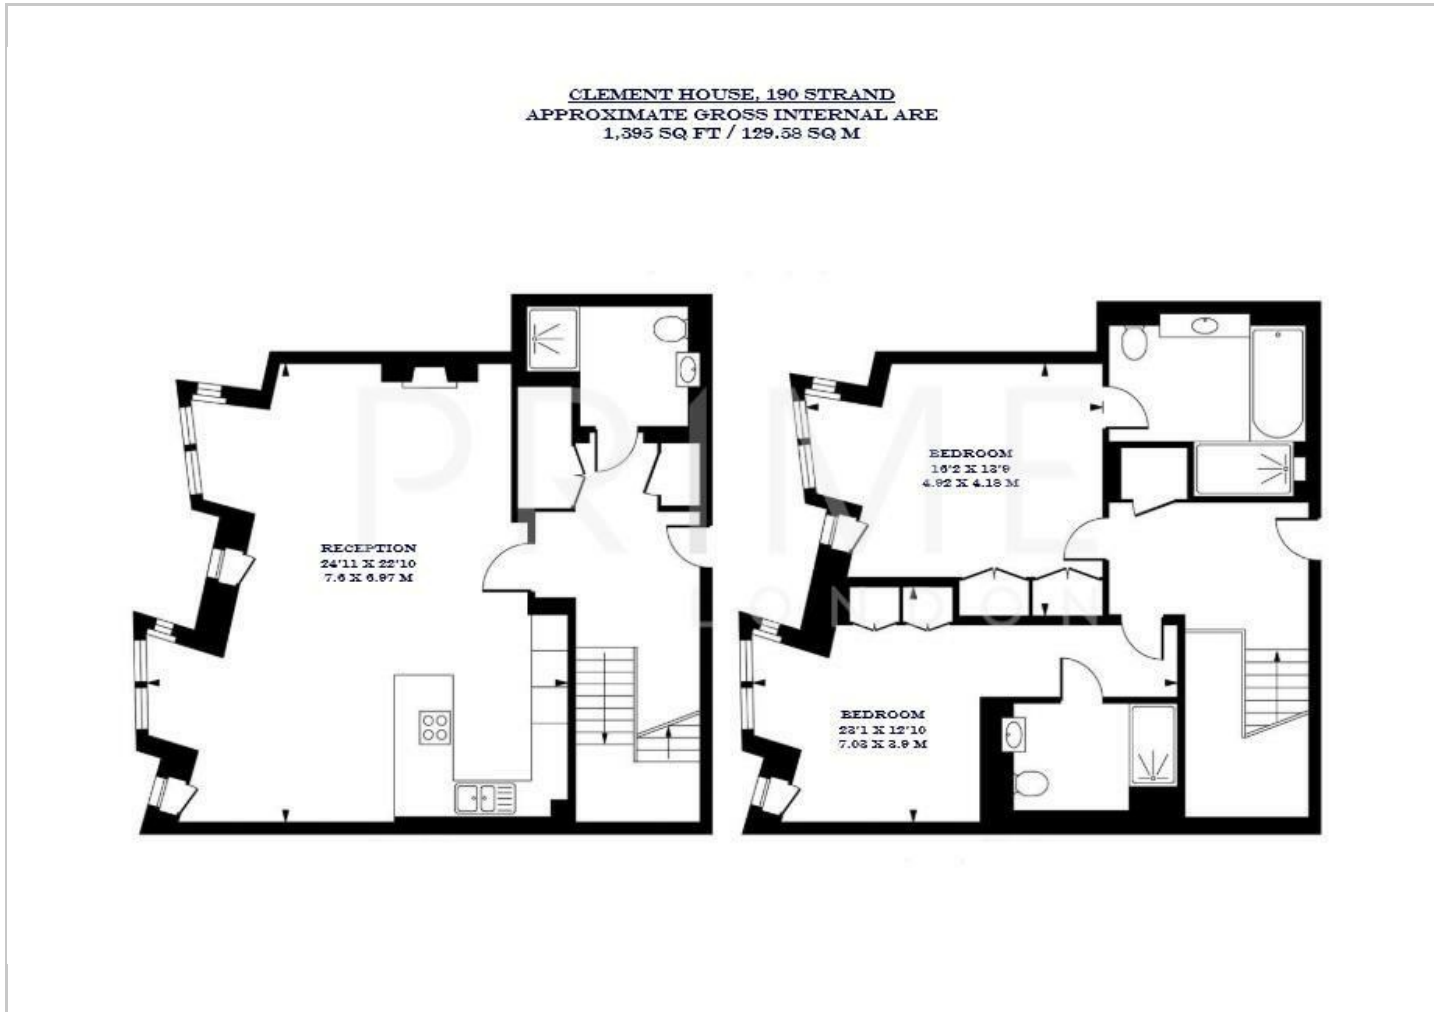 CLEMENT HOUSE, 190 STRAND
APPROXIMATE GROSS INTERNAL ARE
1,395 SQ FT / 129.58 SQ M
PRIME
LONDON
RECEPTION
24'11 X 22'10
7.6 X 6.97 M
BEDROOM
16'2 X 13'9
4.92 X 4.18 M
BEDROOM
23'1 X 12'10
7.03 X 3.9 M